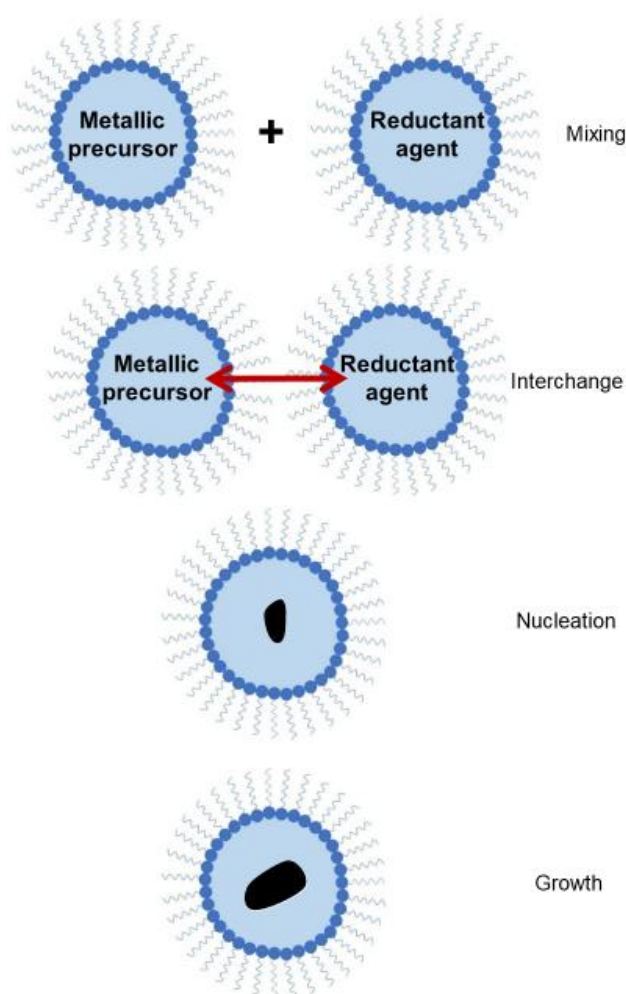 Metallic
precursor
+
Reductant
agent
Mixing
Metallic
precursor
Reductant
agent
Interchange
Nucleation
Growth